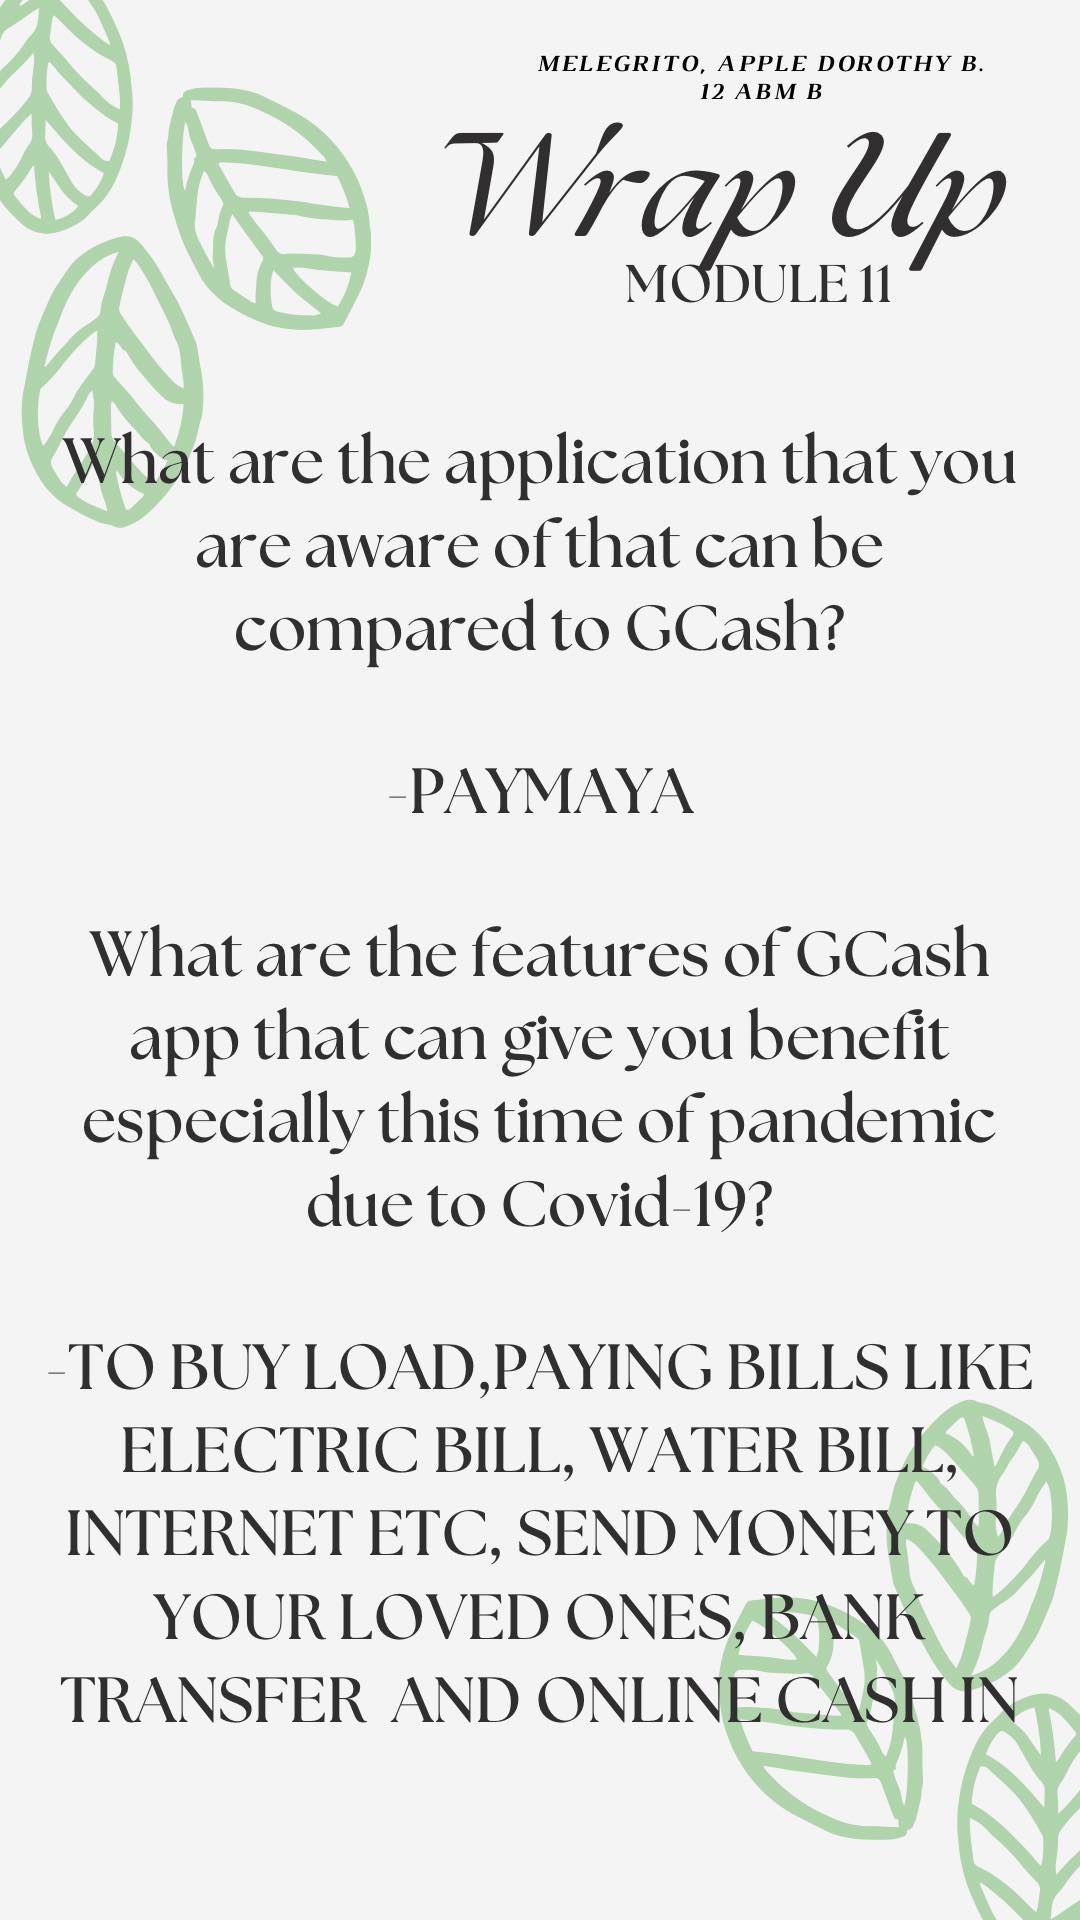 MELEGRITO, APPLE DOROTHY B.
12 ABM B
Wrap Up
MODULE 11
What are the application that you
are aware of that can be
compared to GCash?
-PAYMAYA
What are the features of GCash
app that can give you benefit
especially this time of pandemic
due to Covid-19?
-TO BUY LOAD,PAYING BILLS LIKE
ELECTRIC BILL, WATER BILL,
INTERNET ETC, SEND MONEY TO
YOUR LOVED ONES, BANK
TRANSFER  AND ONLINE CASH IN